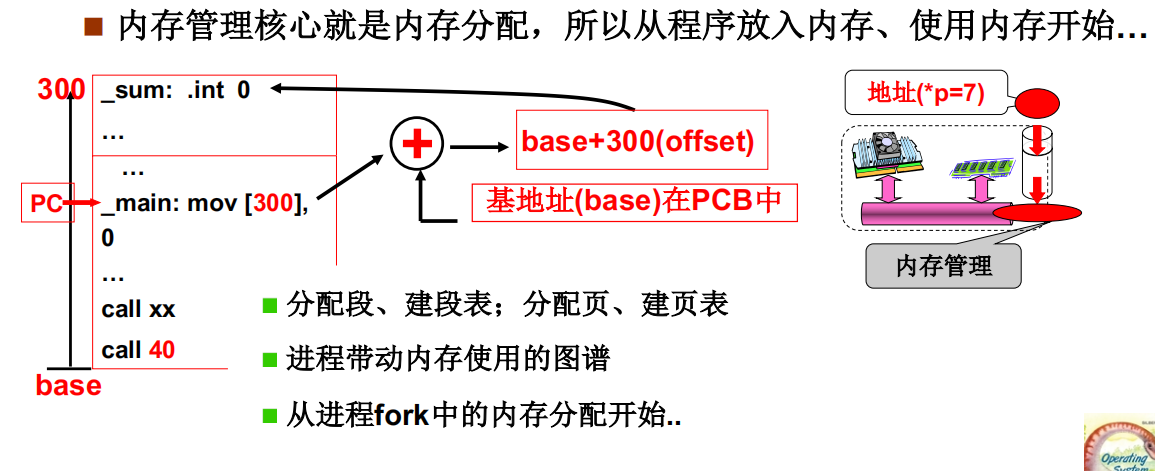 ■ 内存管理核心就是内存分配，所以从程序放入内存、使用内存开始…
300
_sum: .int 0
…
…
PC
_main: mov [300],
0
…
call xx
call 40
base
+
base+300(offset)
基地址(base)在PCB中
地址(*p=7)
内存管理
■ 分配段、建段表；分配页、建页表
■ 进程带动内存使用的图谱
■ 从进程fork中的内存分配开始..
Operating
System